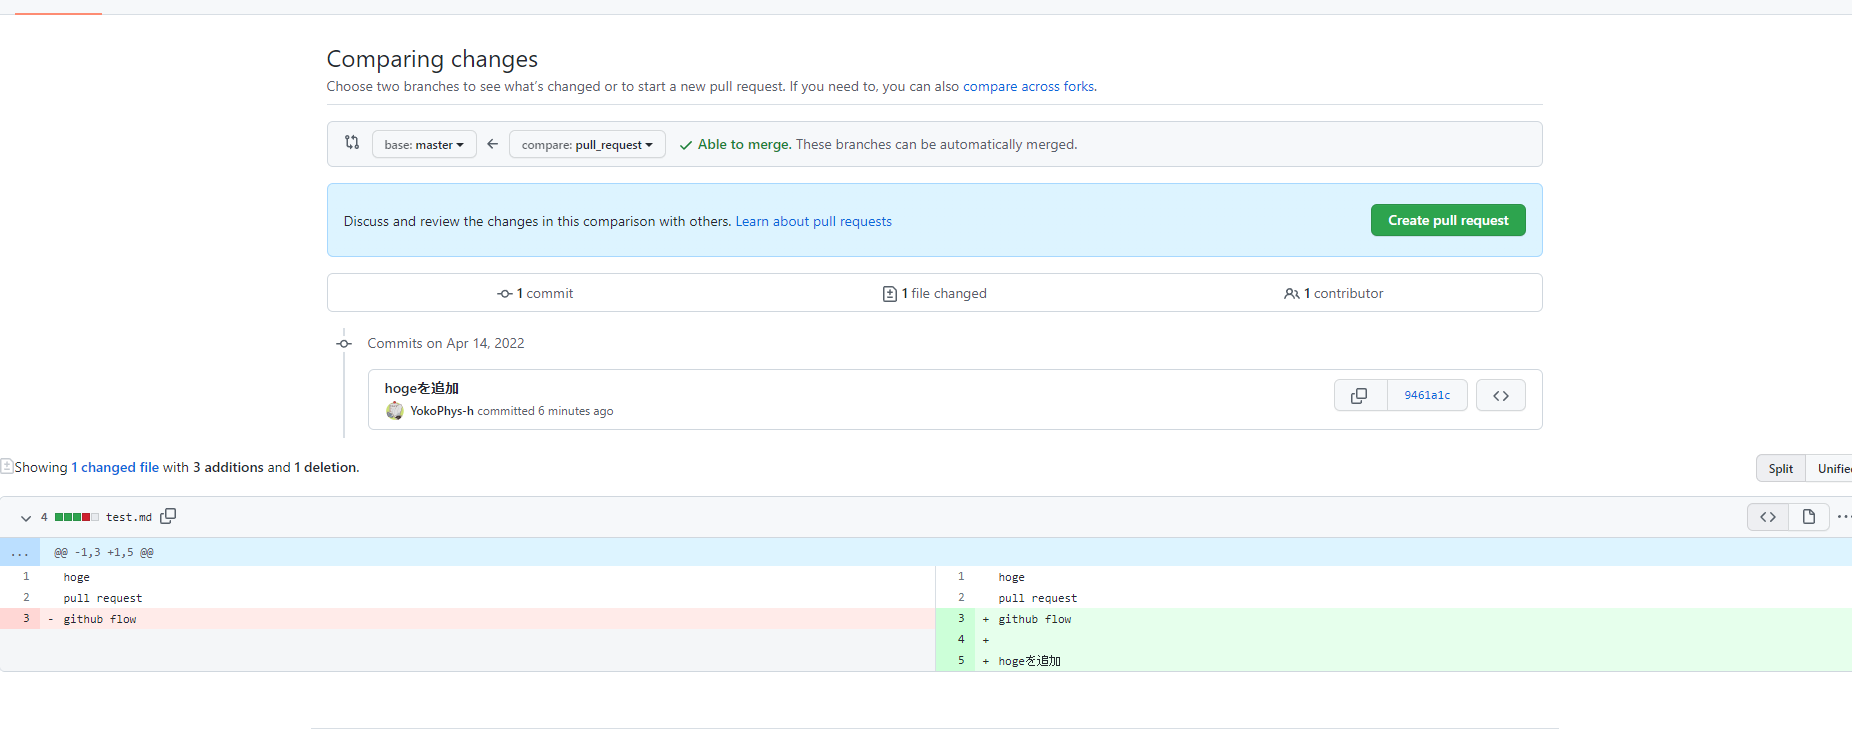 Comparing changes
Choose two branches to see what's changed or to start a new pull request. If you need to, you can also compare across forks.
base: master compare: pull_request Able to merge. These branches can be automatically merged.
Discuss and review the changes in this comparison with others. Learn about pull requests Create pull request
1 commit 1 file changed 1 contributor
Commits on Apr 14, 2022
hogeを追加
YokoPhys-h committed 6 minutes ago 9461a1c
Showing 1 changed file with 3 additions and 1 deletion. Split Unifie
4 test.md
... @@ -1,3 +1,5 @@
1 hoge 1 hoge
2 pull request 2 pull request
3 - github flow 3 + github flow
4 +
5 + hogeを追加